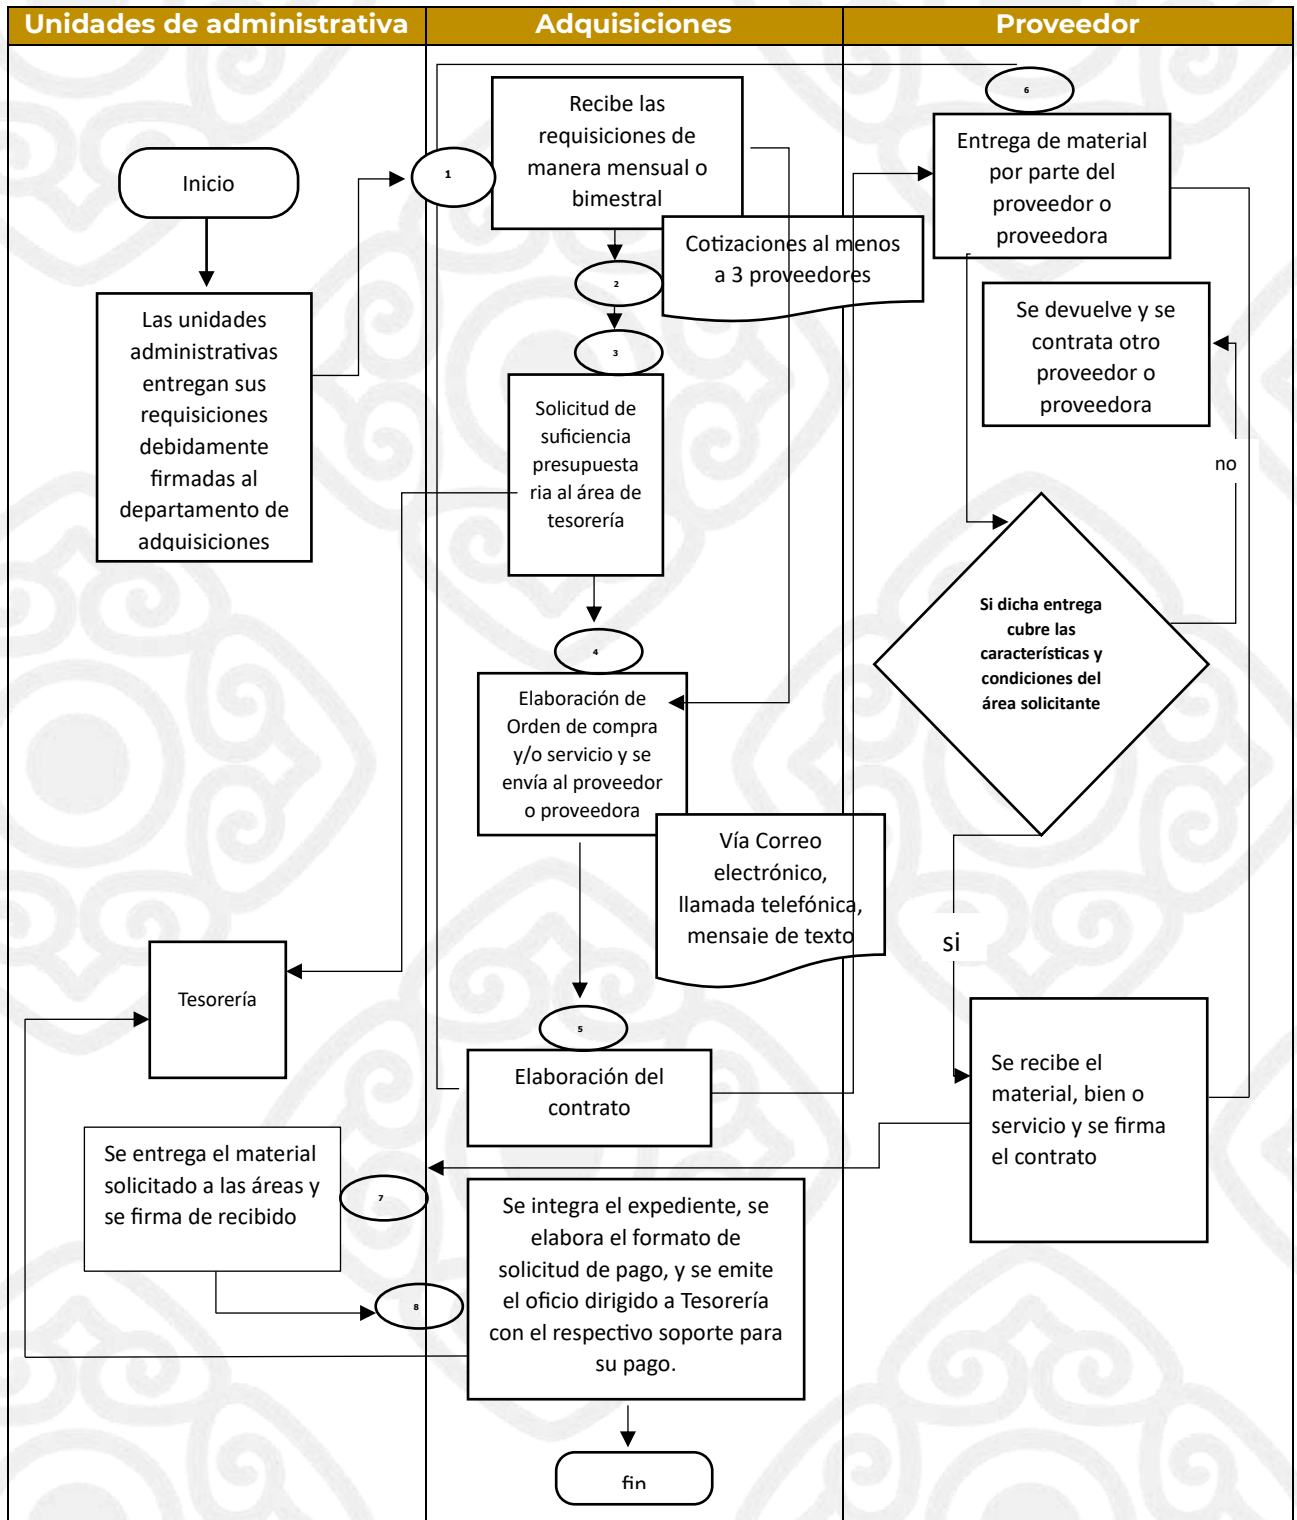 Unidades de administrativa
Adquisiciones
Proveedor
Inicio
Las unidades
administrativas
entregan sus
requisiciones
debidamente
firmadas al
departamento de
adquisiciones
1
Recibe las
requisiciones de
manera mensual o
bimestral
Cotizaciones al menos
a 3 proveedores
2
3
Solicitud de
suficiencia
presupuesta
ria al área de
tesorería
4
Elaboración de
Orden de compra
y/o servicio y se
envía al proveedor
o proveedora
Vía Correo
electrónico,
llamada telefónica,
mensaje de texto
5
Elaboración del
contrato
6
Entrega de material
por parte del
proveedor o
proveedora
Se devuelve y se
contrata otro
proveedor o
proveedora
no
Si dicha entrega
cubre las
características y
condiciones del
área solicitante
si
Se recibe el
material, bien o
servicio y se firma
el contrato
Tesorería
Se entrega el material
solicitado a las áreas y
se firma de recibido
7
8
Se integra el expediente, se
elabora el formato de
solicitud de pago, y se emite
el oficio dirigido a Tesorería
con el respectivo soporte para
su pago.
fin